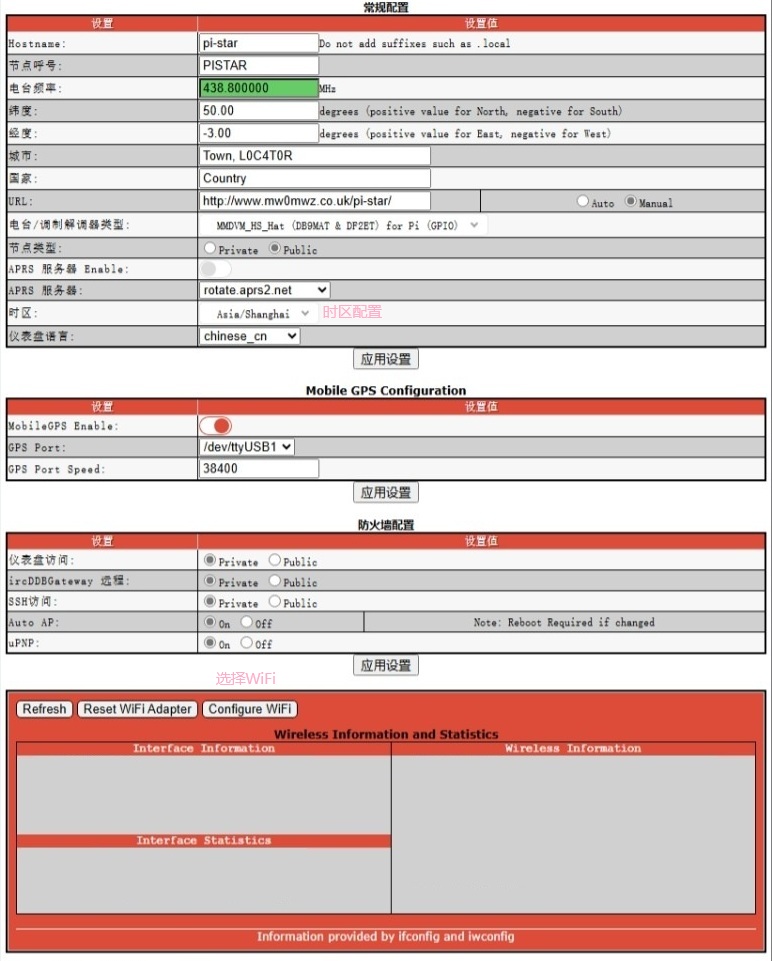 常规配置
设置 设置值
Hostname: pi-star Do not add suffixes such as .local
节点呼号: PISTAR
电台频率: 438.800000 MHz
纬度: 50.00 degrees (positive value for North, negative for South)
经度: -3.00 degrees (positive value for East, negative for West)
城市: Town, L0C4T0R
国家: Country
URL: http://www.mw0mwz.co.uk/pi-star/ Auto Manual
电台/调制解调器类型: MMDVM_HS_Hat (DB9MAT & DF2ET) for Pi (GPIO)
节点类型: Private Public
APRS 服务器 Enable:
APRS 服务器: rotate.aprs2.net
时区: Asia/Shanghai 时区配置
仪表盘语言: chinese_cn
应用设置
Mobile GPS Configuration
设置 设置值
MobileGPS Enable:
GPS Port: /dev/ttyUSB1
GPS Port Speed: 38400
应用设置
防火墙配置
设置 设置值
仪表盘访问: Private Public
ircDDBGateway 远程: Private Public
SSH访问: Private Public
Auto AP: On Off Note: Reboot Required if changed
uPNP: On Off
应用设置
选择WiFi
Refresh Reset WiFi Adapter Configure WiFi
Wireless Information and Statistics
Interface Information Wireless Information
Interface Statistics
Information provided by ifconfig and iwconfig